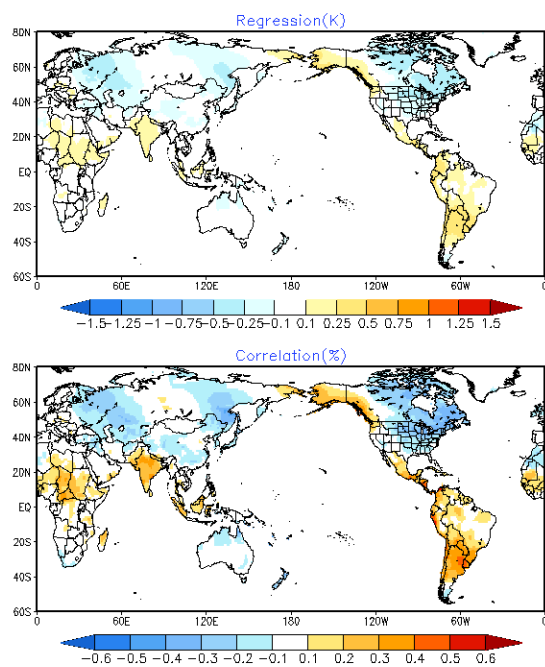 Regression(K)
80N
60N
40N
20N
EQ
20S
40S
60S
0 60E 120E 180 120W 60W 0
-1.5 -1.25 -1 -0.75 -0.5 -0.25 -0.1 0.1 0.25 0.5 0.75 1 1.25 1.5
Correlation(%)
80N
60N
40N
20N
EQ
20S
40S
60S
0 60E 120E 180 120W 60W 0
-0.6 -0.5 -0.4 -0.3 -0.2 -0.1 0.1 0.2 0.3 0.4 0.5 0.6